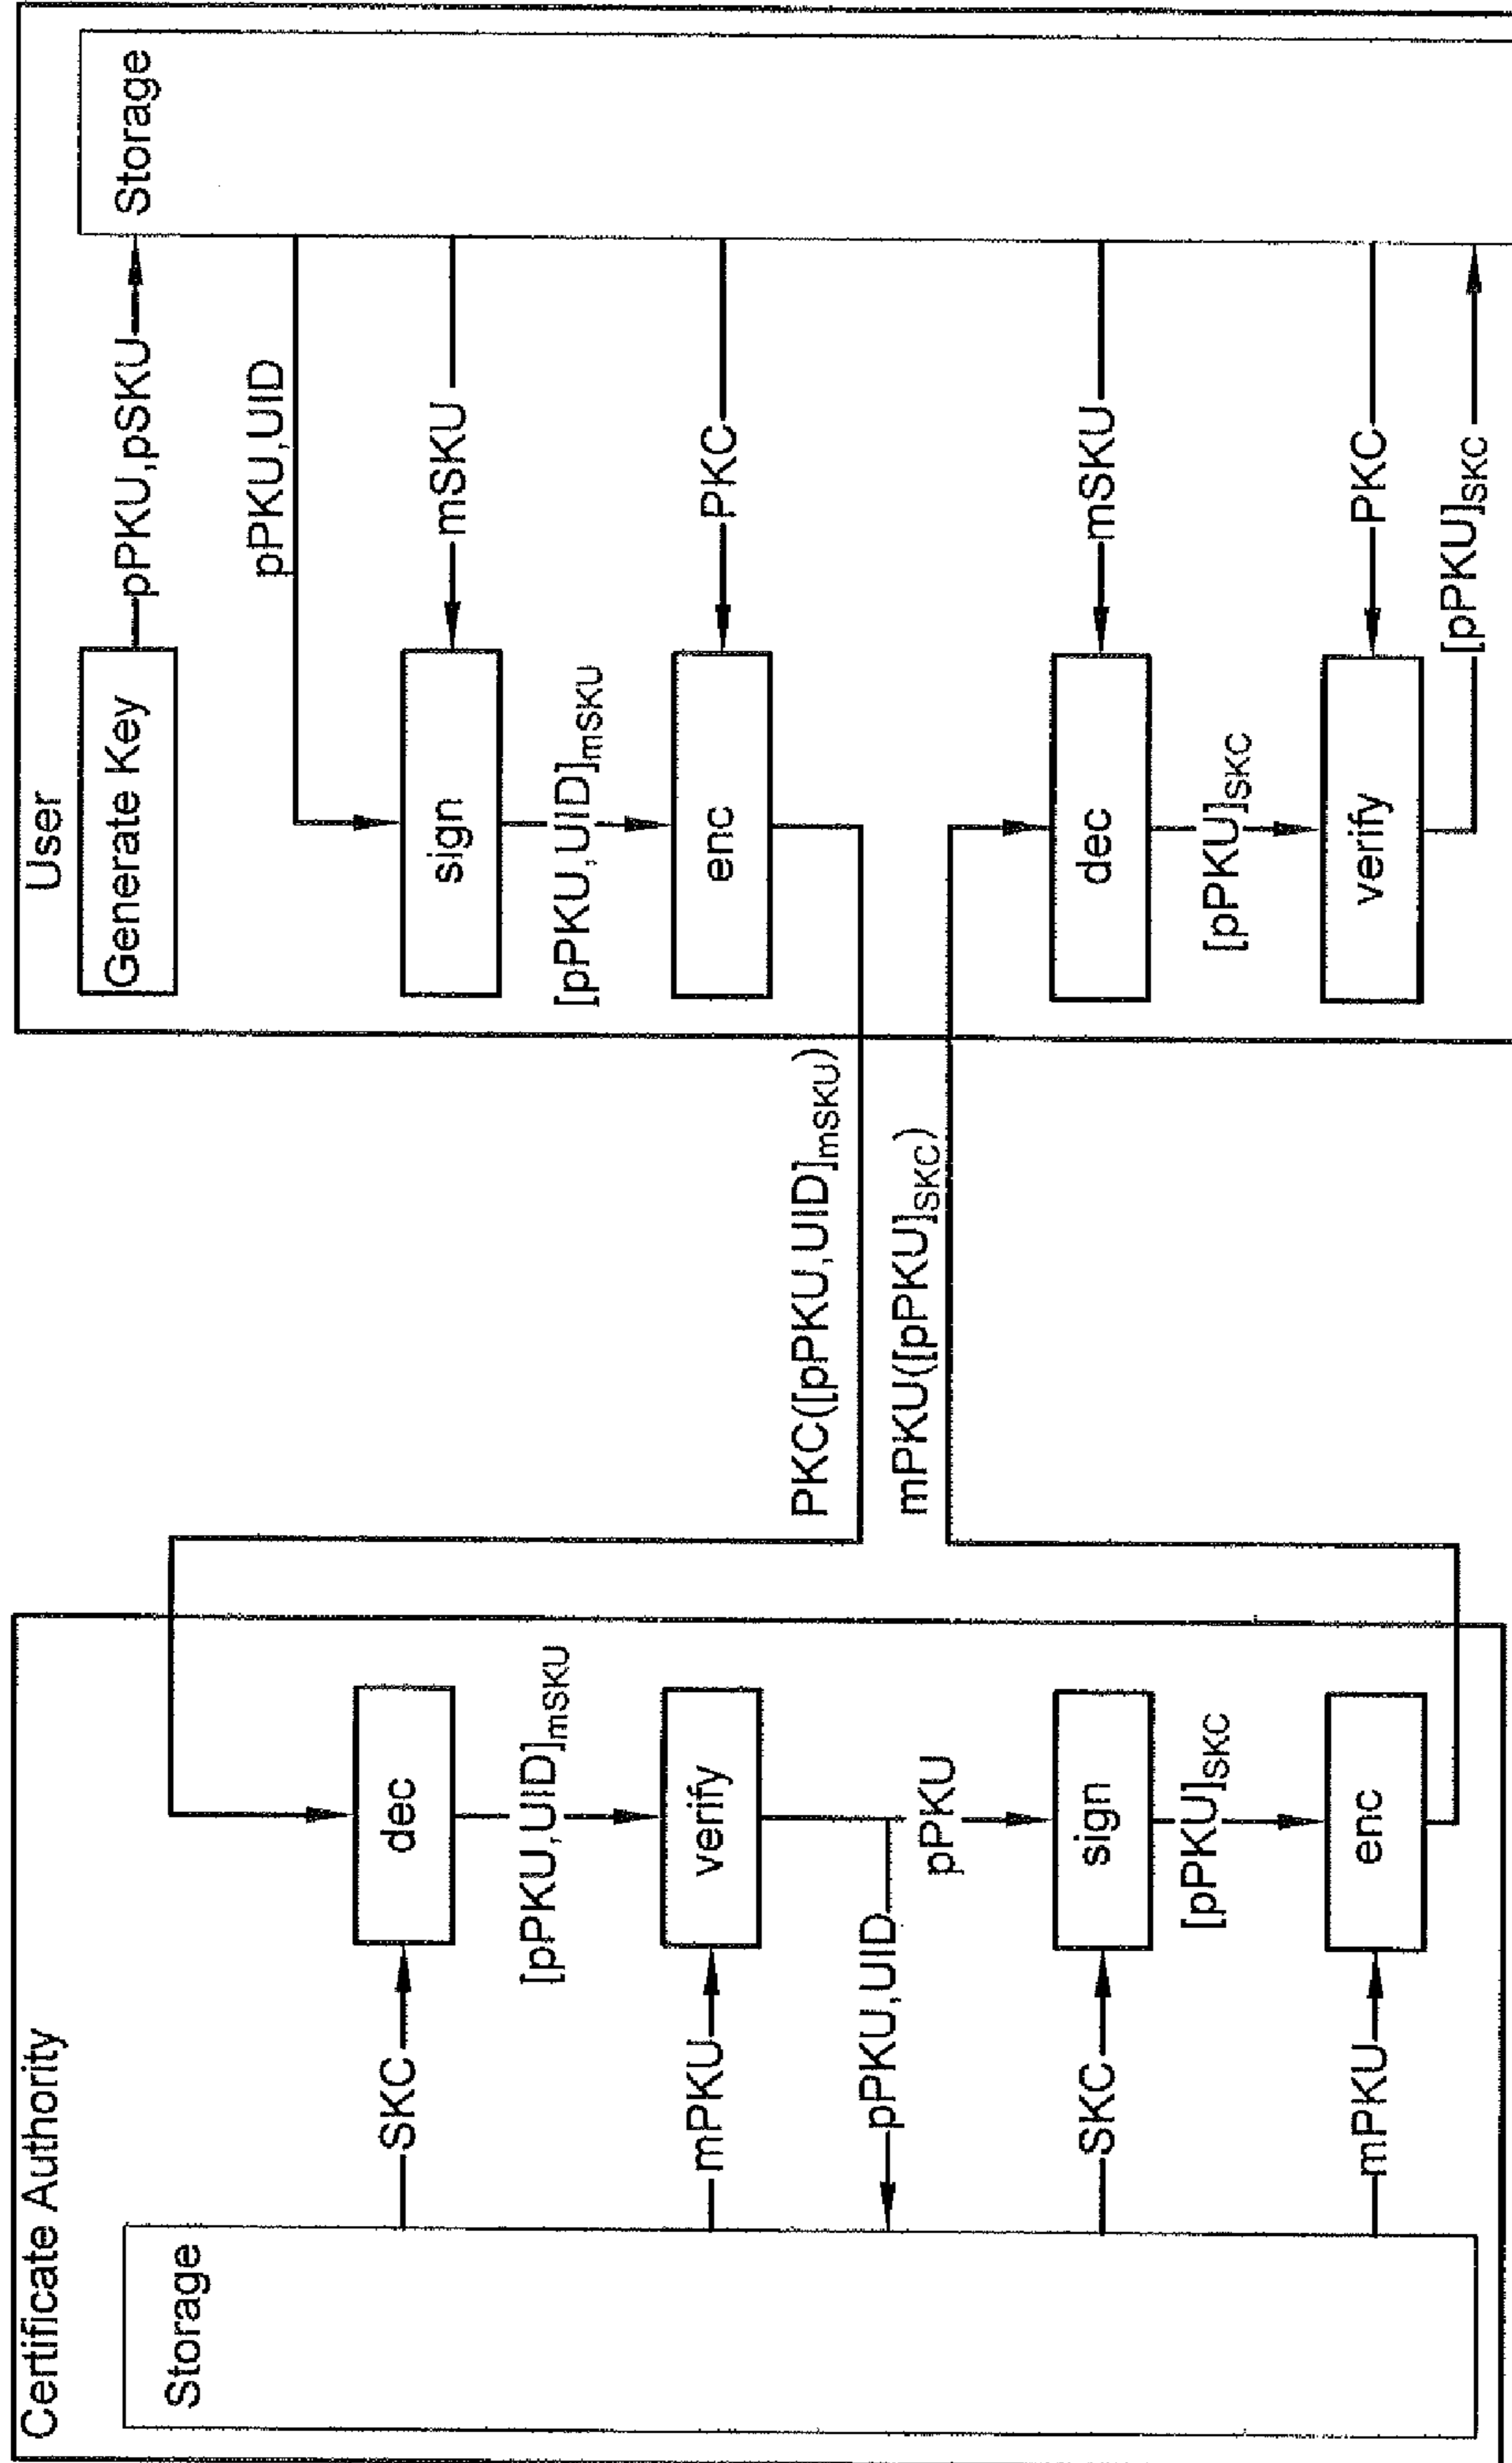 Certificate Authority
Storage
SKC
dec
[pPKU,UID]mSKU
mPKU
verify
pPKU,UID
pPKU
SKC
sign
[pPKU]SKC
mPKU
enc
PKC([pPKU,UID]mSKU)
mPKU([pPKU]SKC)
User
Generate Key
pPKU,pSKU
Storage
pPKU,UID
sign
mSKU
[pPKU,UID]mSKU
enc
PKC
dec
mSKU
[pPKU]SKC
verify
PKC
[pPKU]SKC